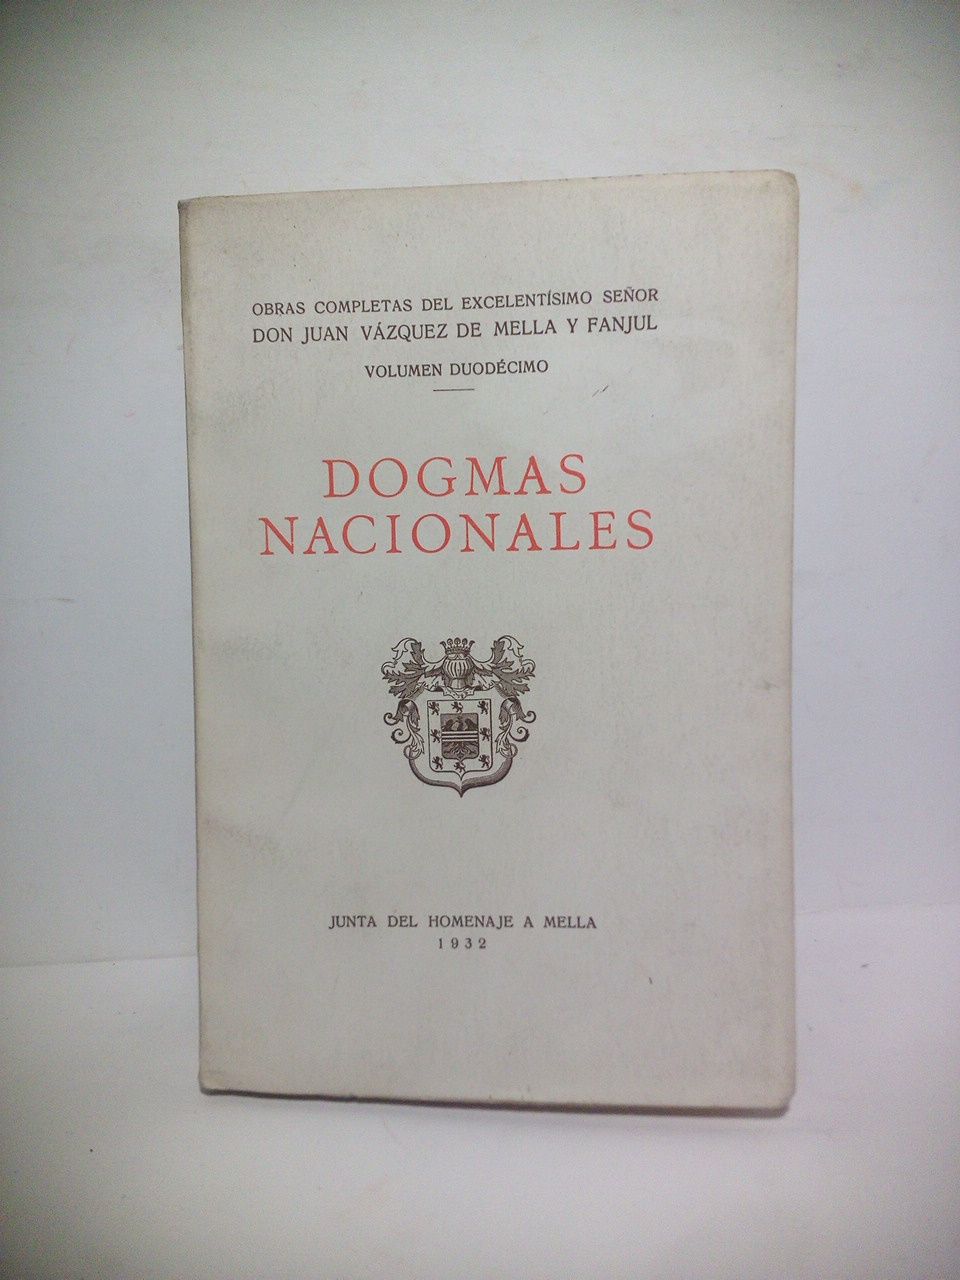 OBRAS COMPLETAS DEL EXCELENTÍSIMO SEÑOR
DON JUAN VÁZQUEZ DE MELLA Y FANJUL
VOLUMEN DUODÉCIMO
DOGMAS
NACIONALES
JUNTA DEL HOMENAJE A MELLA
1932